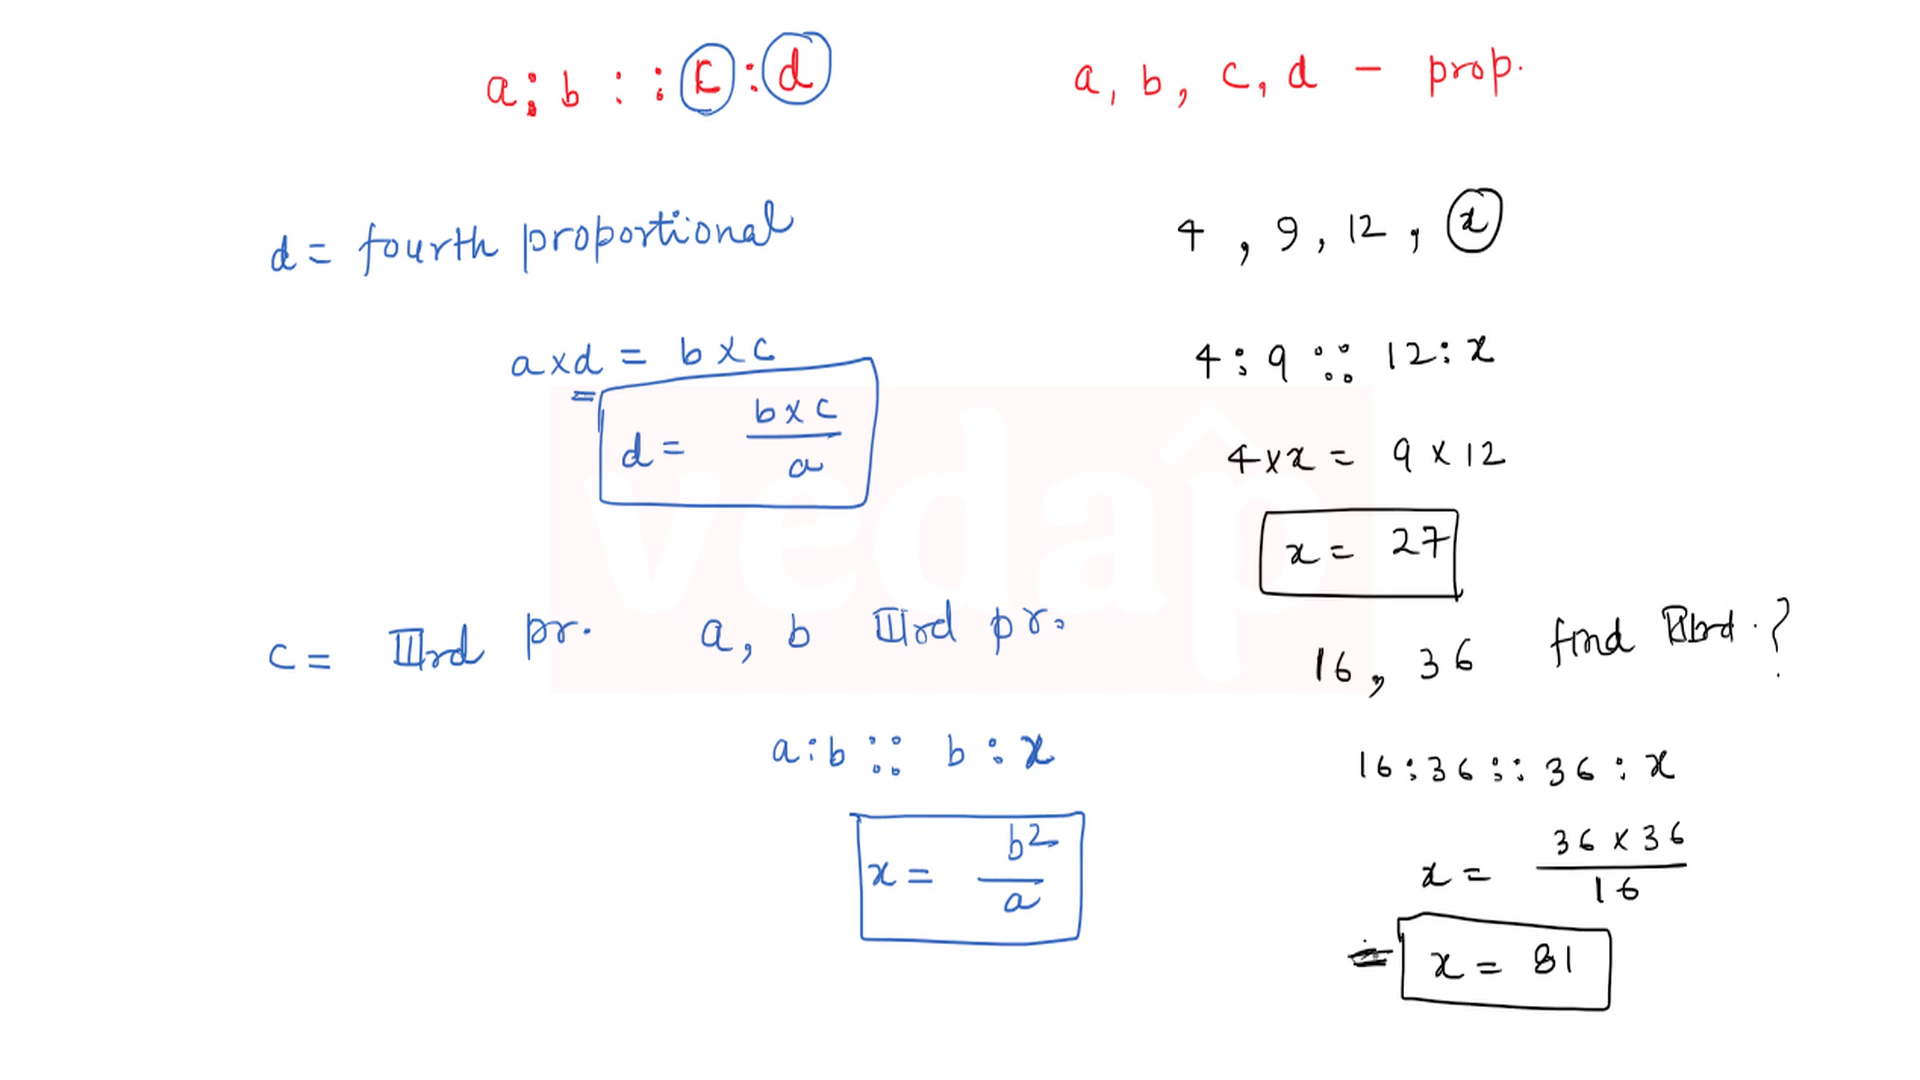 a : b : : c : d
a, b, c, d - prop.
d = fourth proportional
4 , 9 , 12 , x
a x d = b x c
4 : 9 :: 12 : x
d = b x c / a
4 x x = 9 x 12
x = 27
vedap
c = IIIrd pr. a, b IIIrd pr.
16, 36 find IIIrd . ?
a : b :: b : x
16 : 36 :: 36 : x
x = b² / a
x = 36 x 36 / 16
x = 81